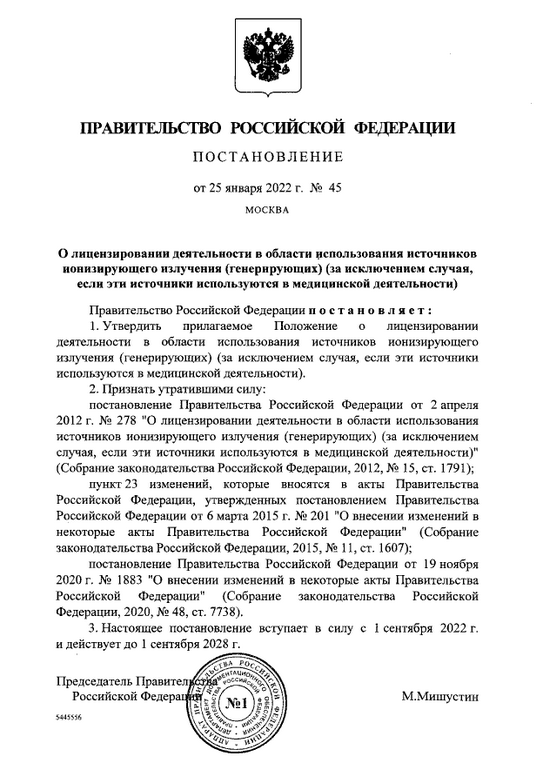 ПРАВИТЕЛЬСТВО РОССИЙСКОЙ ФЕДЕРАЦИИ
ПОСТАНОВЛЕНИЕ
от 25 января 2022 г. № 45
МОСКВА
О лицензировании деятельности в области использования источников
ионизирующего излучения (генерирующих) (за исключением случая,
если эти источники используются в медицинской деятельности)
Правительство Российской Федерации постановляет:
1. Утвердить прилагаемое Положение о лицензировании
деятельности в области использования источников ионизирующего
излучения (генерирующих) (за исключением случая, если эти источники
используются в медицинской деятельности).
2. Признать утратившими силу:
постановление Правительства Российской Федерации от 2 апреля
2012 г. № 278 "О лицензировании деятельности в области использования
источников ионизирующего излучения (генерирующих) (за исключением
случая, если эти источники используются в медицинской деятельности)"
(Собрание законодательства Российской Федерации, 2012, № 15, ст. 1791);
пункт 23 изменений, которые вносятся в акты Правительства
Российской Федерации, утвержденных постановлением Правительства
Российской Федерации от 6 марта 2015 г. № 201 "О внесении изменений в
некоторые акты Правительства Российской Федерации" (Собрание
законодательства Российской Федерации, 2015, № 11, ст. 1607);
постановление Правительства Российской Федерации от 19 ноября
2020 г. № 1883 "О внесении изменений в некоторые акты Правительства
Российской Федерации" (Собрание законодательства Российской
Федерации, 2020, № 48, ст. 7738).
3. Настоящее постановление вступает в силу с 1 сентября 2022 г.
и действует до 1 сентября 2028 г.
Председатель Правительства
Российской Федерации
М.Мишустин
АППАРАТ ПРАВИТЕЛЬСТВА РОССИЙСКОЙ ФЕДЕРАЦИИ
ДЕПАРТАМЕНТ ДОКУМЕНТАЦИОННОГО ОБЕСПЕЧЕНИЯ
ПРАВИТЕЛЬСТВА РОССИЙСКОЙ ФЕДЕРАЦИИ
№1
5445556